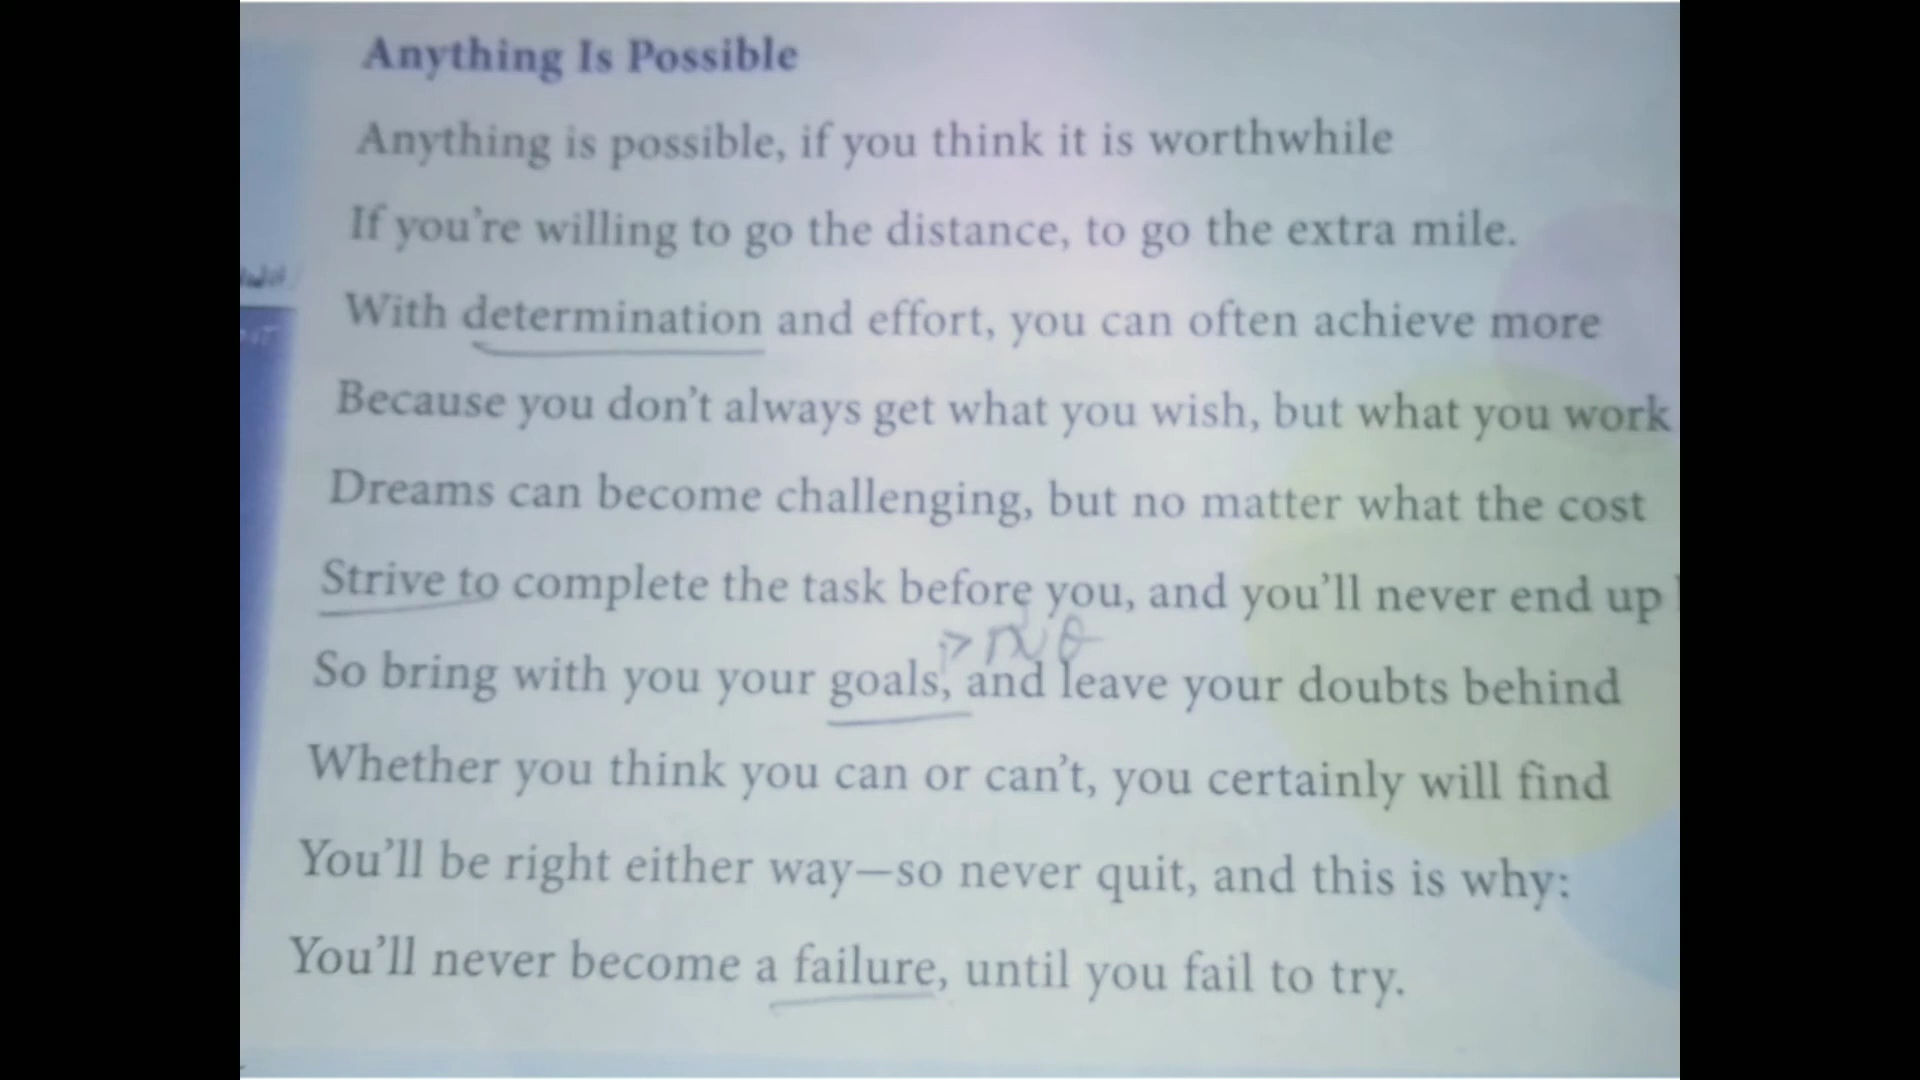 Anything Is Possible
Anything is possible, if you think it is worthwhile
If you're willing to go the distance, to go the extra mile.
With determination and effort, you can often achieve more
Because you don't always get what you wish, but what you work
Dreams can become challenging, but no matter what the cost
Strive to complete the task before you, and you'll never end up
So bring with you your goals, and leave your doubts behind
Whether you think you can or can't, you certainly will find
You'll be right either way—so never quit, and this is why:
You'll never become a failure, until you fail to try.